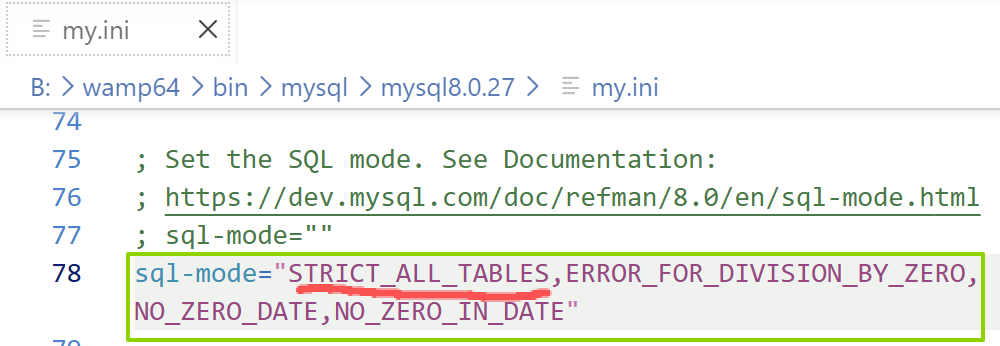 my.ini
B: > wamp64 > bin > mysql > mysql8.0.27 > my.ini
74
75 ; Set the SQL mode. See Documentation:
76 ; https://dev.mysql.com/doc/refman/8.0/en/sql-mode.html
77 ; sql-mode=""
78 sql-mode="STRICT_ALL_TABLES,ERROR_FOR_DIVISION_BY_ZERO,
NO_ZERO_DATE,NO_ZERO_IN_DATE"